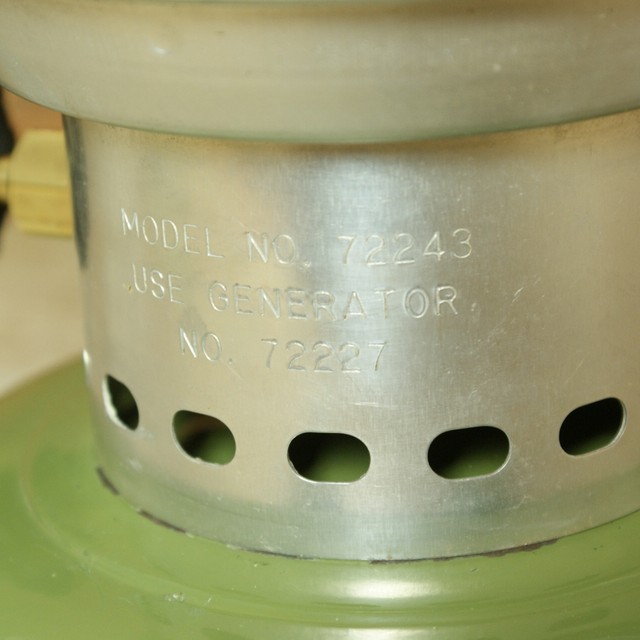 MODEL NO. 72243
USE GENERATOR
NO. 72227